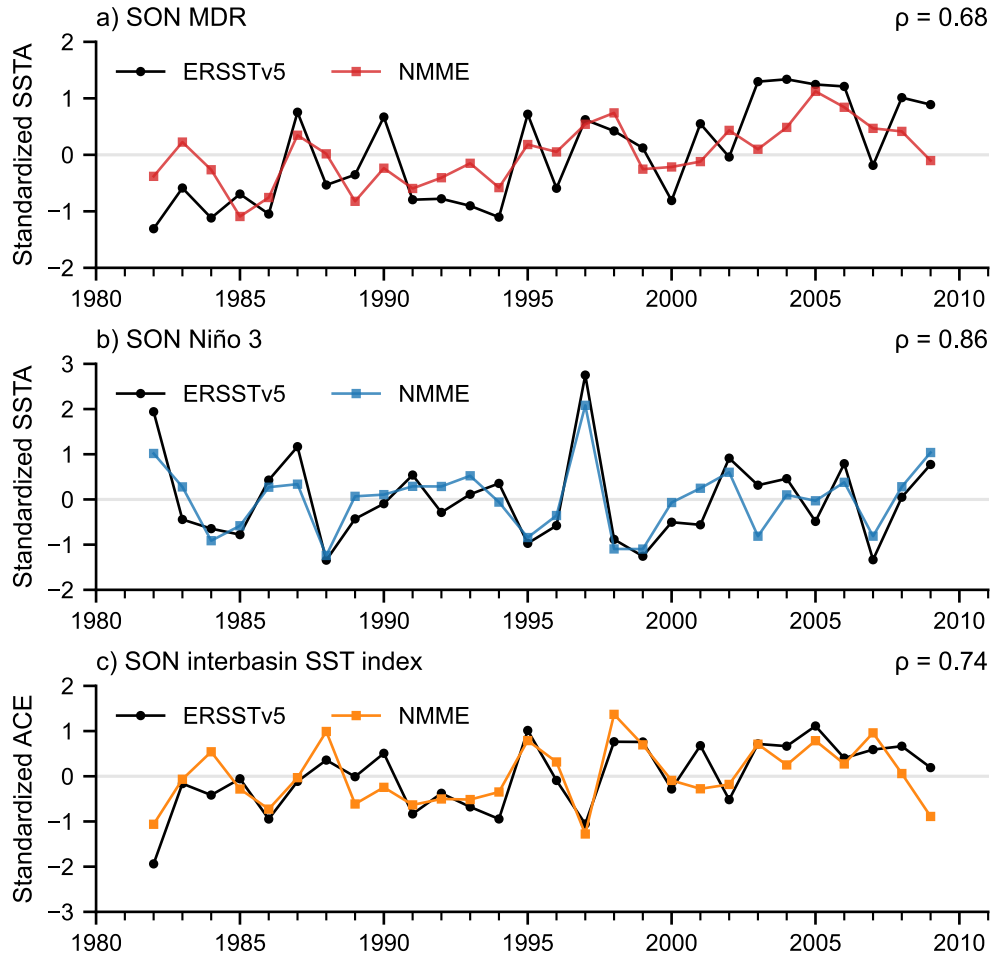 a) SON MDR ρ = 0.68
Standardized SSTA
ERSSTv5 NMME
2
1
0
−1
−2
1980 1985 1990 1995 2000 2005 2010
b) SON Niño 3 ρ = 0.86
Standardized SSTA
ERSSTv5 NMME
3
2
1
0
−1
−2
1980 1985 1990 1995 2000 2005 2010
c) SON interbasin SST index ρ = 0.74
Standardized ACE
ERSSTv5 NMME
2
1
0
−1
−2
−3
1980 1985 1990 1995 2000 2005 2010